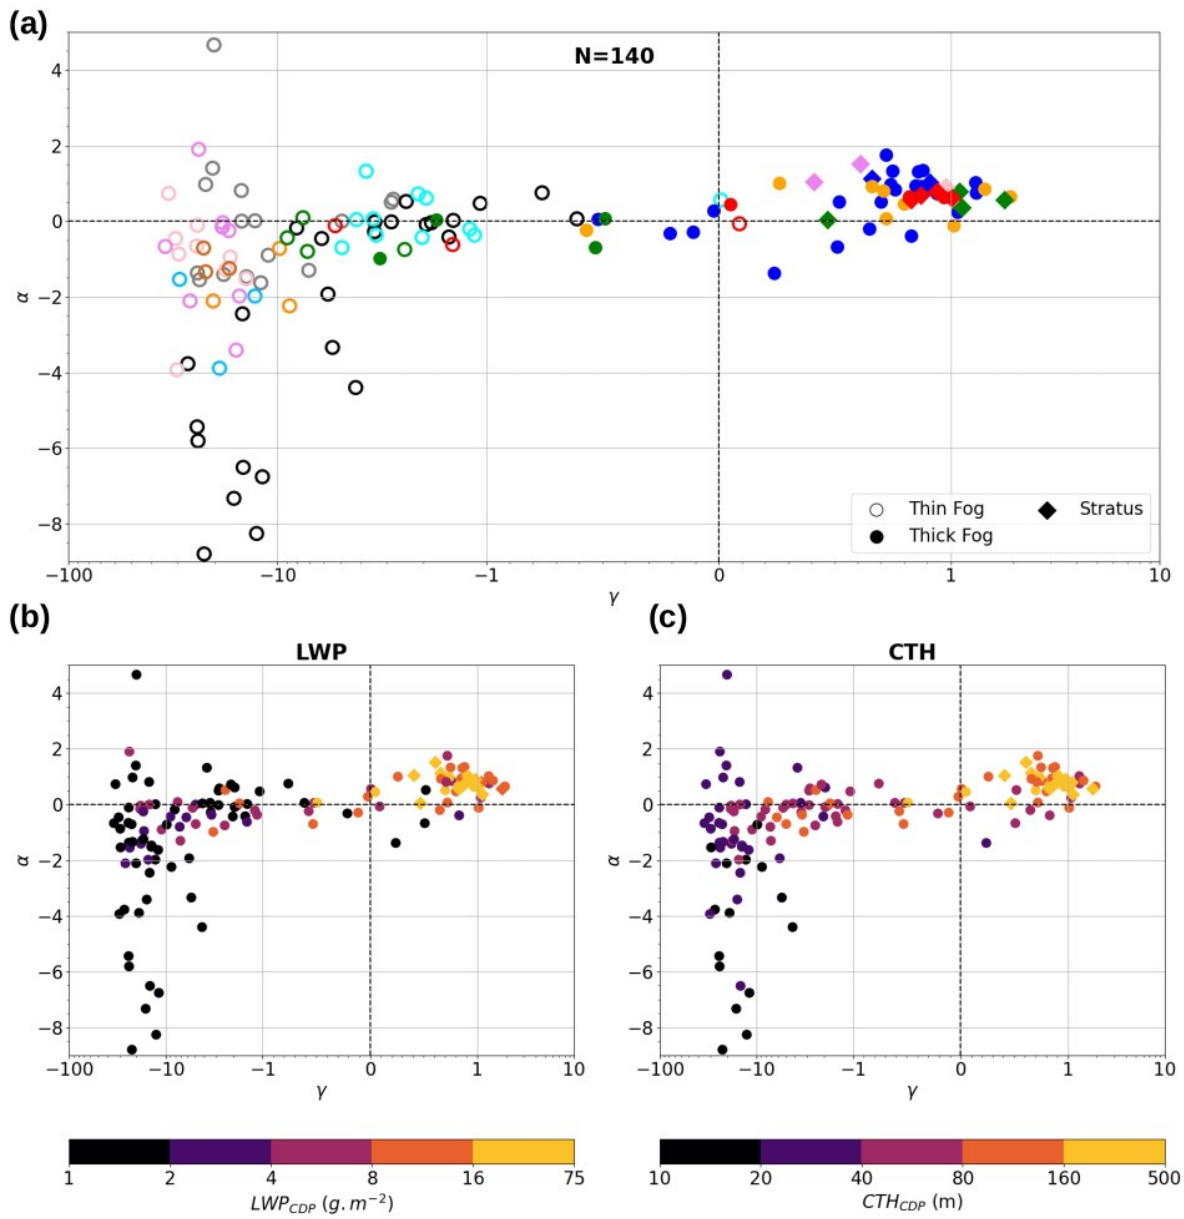 (a)
N=140
4
2
0
−2
−4
−6
−8
α
Thin Fog
Thick Fog
Stratus
−100 −10 −1 0 1 10
γ
(b)
(c)
LWP
CTH
4
2
0
−2
−4
−6
−8
α
−100 −10 −1 0 1 10
γ
4
2
0
−2
−4
−6
−8
α
−100 −10 −1 0 1 10
γ
1 2 4 8 16 75
LWP_CDP (g.m⁻²)
10 20 40 80 160 500
CTH_CDP (m)